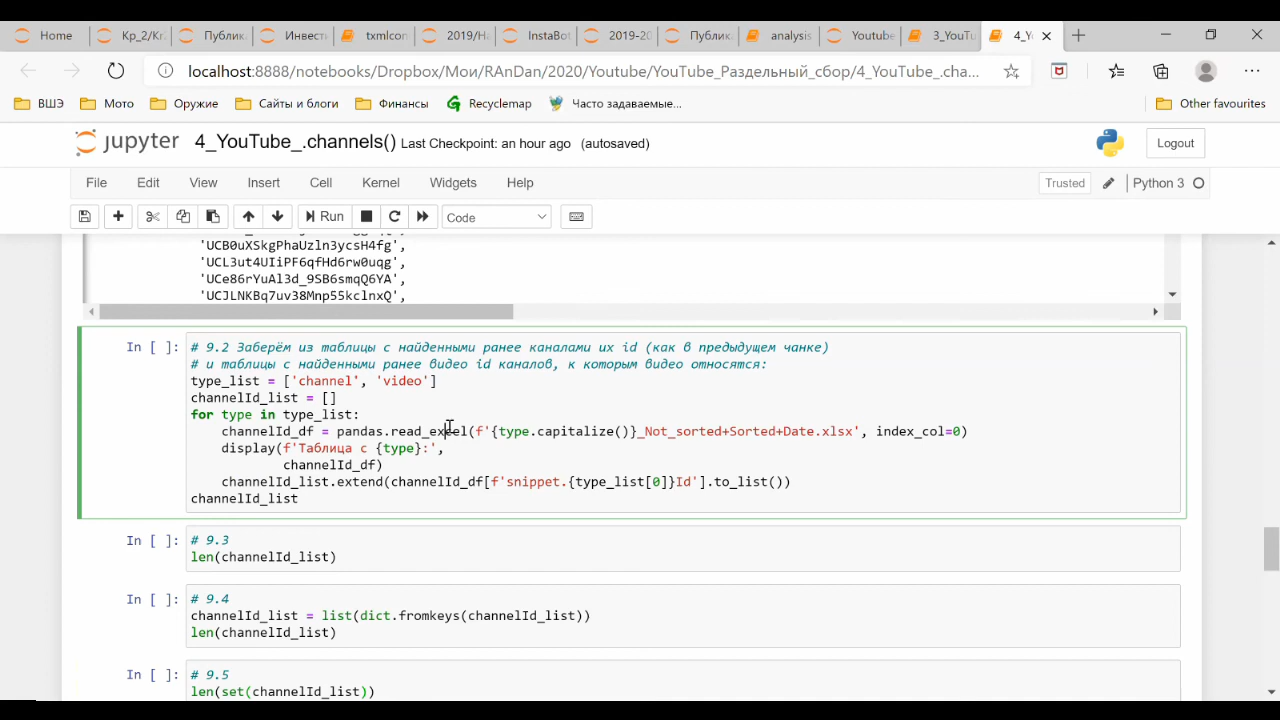 Home
Кр_2/Кг
Публик
Инвест
txmlcon
2019/На
InstaBot
2019-20
Публик
analysis
Youtube
3_YouTu
4_Yo
localhost:8888/notebooks/Dropbox/Мои/RAnDan/2020/Youtube/YouTube_Раздельный_сбор/4_YouTube_.cha...
ВШЭ
Мото
Оружие
Сайты и блоги
Финансы
Recyclemap
Часто задаваемые...
Other favourites
jupyter 4_YouTube_.channels() Last Checkpoint: an hour ago (autosaved)
Logout
File Edit View Insert Cell Kernel Widgets Help
Trusted
Python 3
Run
Code
'UCB0uXSkgPhaUzln3ycsH4fg',
'UCL3ut4UIiPF6qfHd6rw0uqg',
'UCe86rYuAl3d_9SB6smqQ6YA',
'UCJLNKBq7uv38Mnp55kclnxQ',
In [ ]: # 9.2 Заберём из таблицы с найденными ранее каналами их id (как в предыдущем чанке)
# и таблицы с найденными ранее видео id каналов, к которым видео относятся:
type_list = ['channel', 'video']
channelId_list = []
for type in type_list:
channelId_df = pandas.read_excel(f'{type.capitalize()}_Not_sorted+Sorted+Date.xlsx', index_col=0)
display(f'Таблица с {type}:',
channelId_df)
channelId_list.extend(channelId_df[f'snippet.{type_list[0]}Id'].to_list())
channelId_list
In [ ]: # 9.3
len(channelId_list)
In [ ]: # 9.4
channelId_list = list(dict.fromkeys(channelId_list))
len(channelId_list)
In [ ]: # 9.5
len(set(channelId_list))